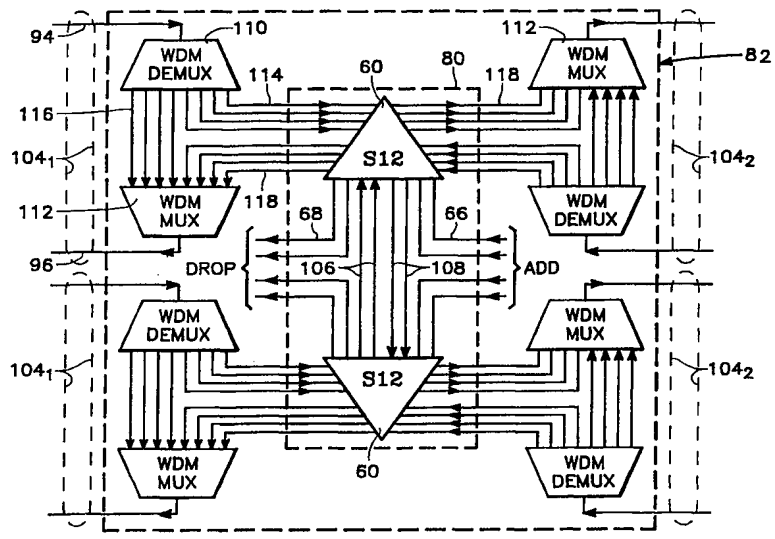 94
110
112
WDM
DEMUX
WDM
MUX
82
60
80
114
118
116
104₁
S12
104₂
112
WDM
MUX
118
WDM
DEMUX
68
66
96
DROP
106
108
ADD
WDM
DEMUX
WDM
MUX
104₁
S12
104₂
60
WDM
MUX
WDM
DEMUX